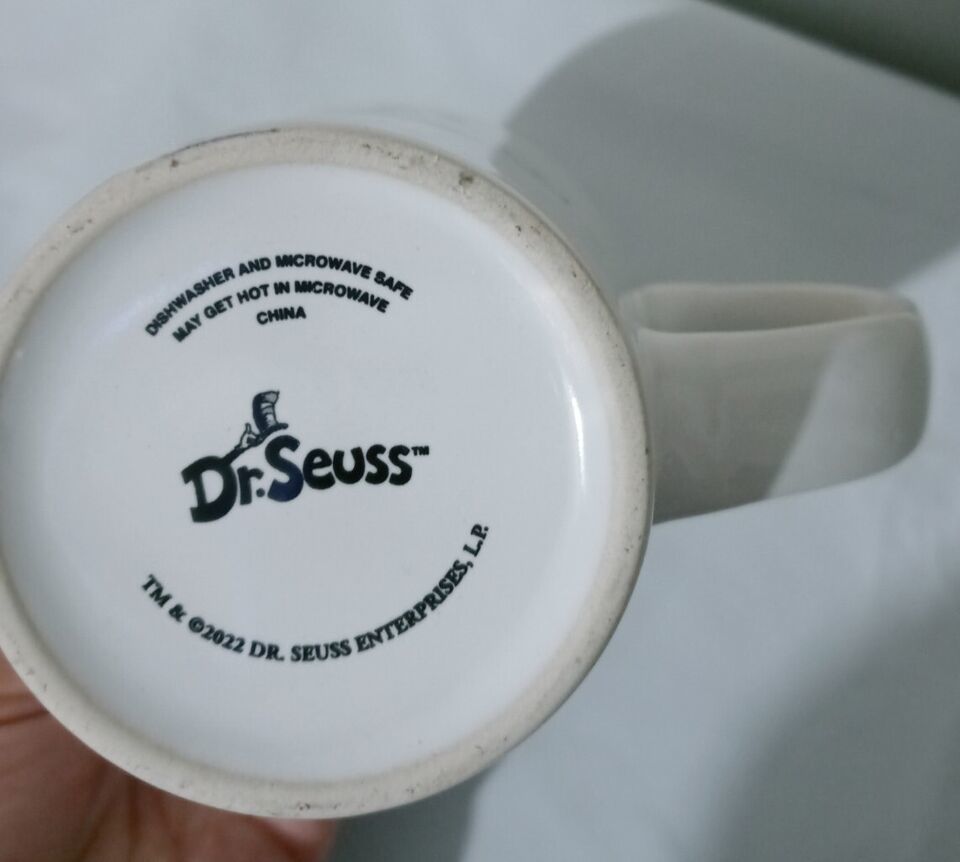 DISHWASHER AND MICROWAVE SAFE
MAY GET HOT IN MICROWAVE
CHINA
Dr. Seuss™
TM & ©2022 DR. SEUSS ENTERPRISES, L.P.